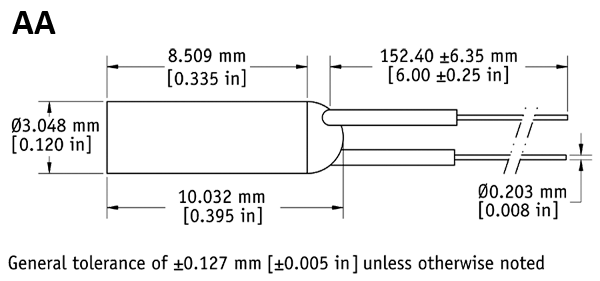 AA
8.509 mm
[0.335 in]
152.40 ±6.35 mm
[6.00 ±0.25 in]
Ø3.048 mm
[0.120 in]
10.032 mm
[0.395 in]
Ø0.203 mm
[0.008 in]
General tolerance of ±0.127 mm [±0.005 in] unless otherwise noted